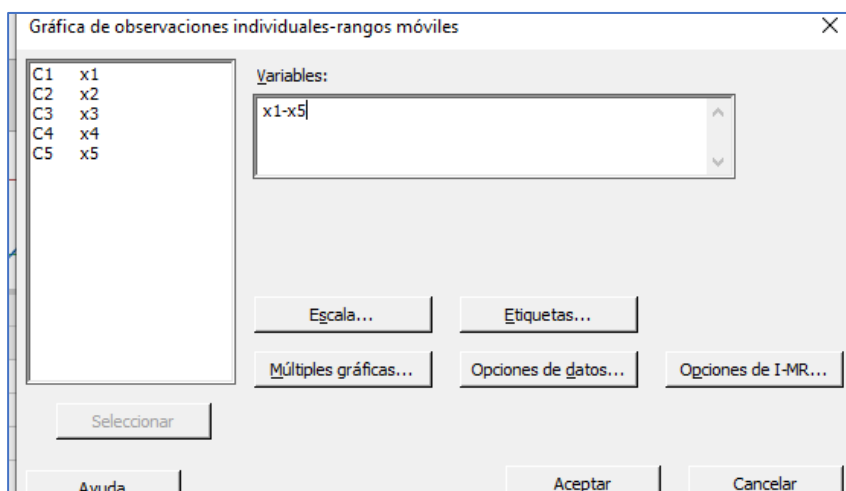 Gráfica de observaciones individuales-rangos móviles
C1 x1
C2 x2
C3 x3
C4 x4
C5 x5
Variables:
x1-x5
Escala...
Etiquetas...
Múltiples gráficas...
Opciones de datos...
Opciones de I-MR...
Seleccionar
Ayuda
Aceptar
Cancelar